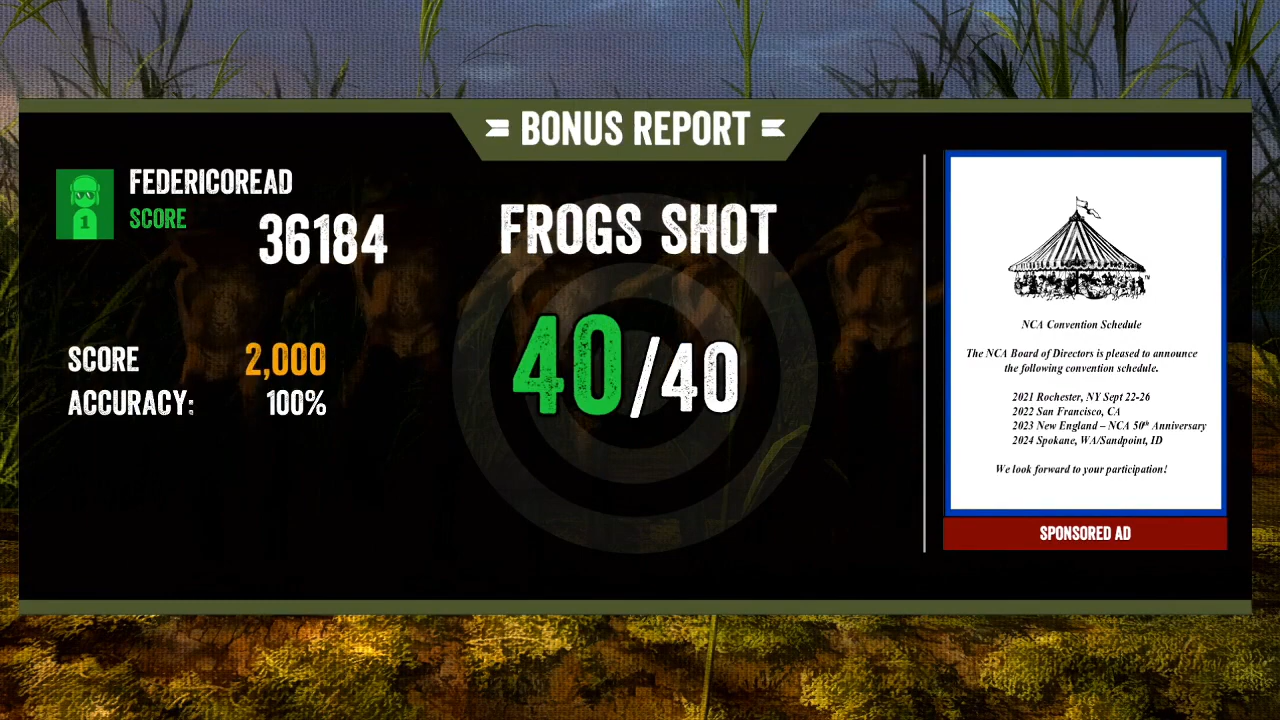 BONUS REPORT
FEDERICOREAD
SCORE
36184
SCORE 2,000
ACCURACY: 100%
1
FROGS SHOT
40/40
TM
NCA Convention Schedule
The NCA Board of Directors is pleased to announce
the following convention schedule.
2021 Rochester, NY Sept 22-26
2022 San Francisco, CA
2023 New England – NCA 50th Anniversary
2024 Spokane, WA/Sandpoint, ID
We look forward to your participation!
SPONSORED AD